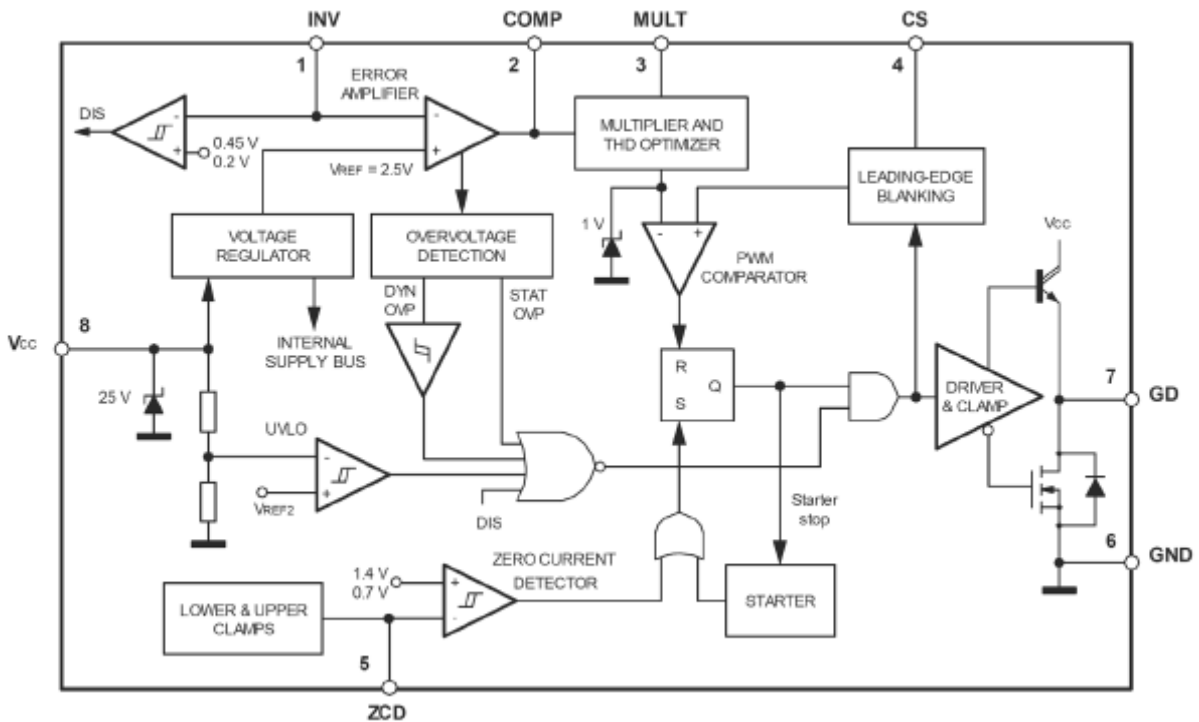 INV
COMP
MULT
CS
1
2
3
4
ERROR
AMPLIFIER
DIS
-
+
0.45 V
0.2 V
-
+
VREF = 2.5V
MULTIPLIER AND
THD OPTIMIZER
LEADING-EDGE
BLANKING
1 V
-
+
PWM
COMPARATOR
Vcc
VOLTAGE
REGULATOR
OVERVOLTAGE
DETECTION
DYN
OVP
STAT
OVP
INTERNAL
SUPPLY BUS
8
Vcc
25 V
R
S
Q
DRIVER
& CLAMP
7
GD
UVLO
-
+
VREF2
DIS
Starter
stop
6
GND
ZERO CURRENT
DETECTOR
1.4 V
0.7 V
+
-
LOWER & UPPER
CLAMPS
STARTER
5
ZCD